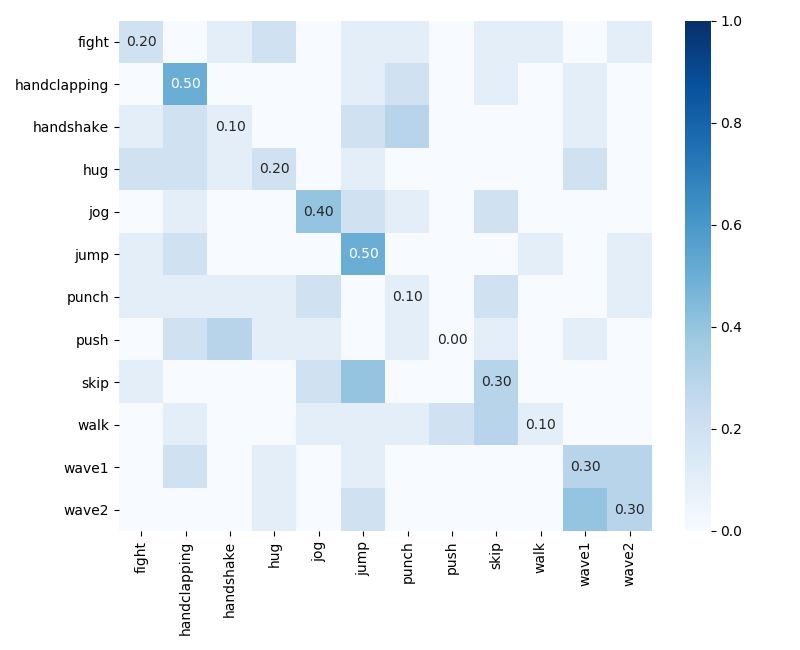 fight 0.20 1.0
handclapping 0.50
handshake 0.10 0.8
hug 0.20
jog 0.40 0.6
jump 0.50
punch 0.10
push 0.00 0.4
skip 0.30
walk 0.10 0.2
wave1 0.30
wave2 0.30 0.0
fight handclapping handshake hug jog jump punch push skip walk wave1 wave2